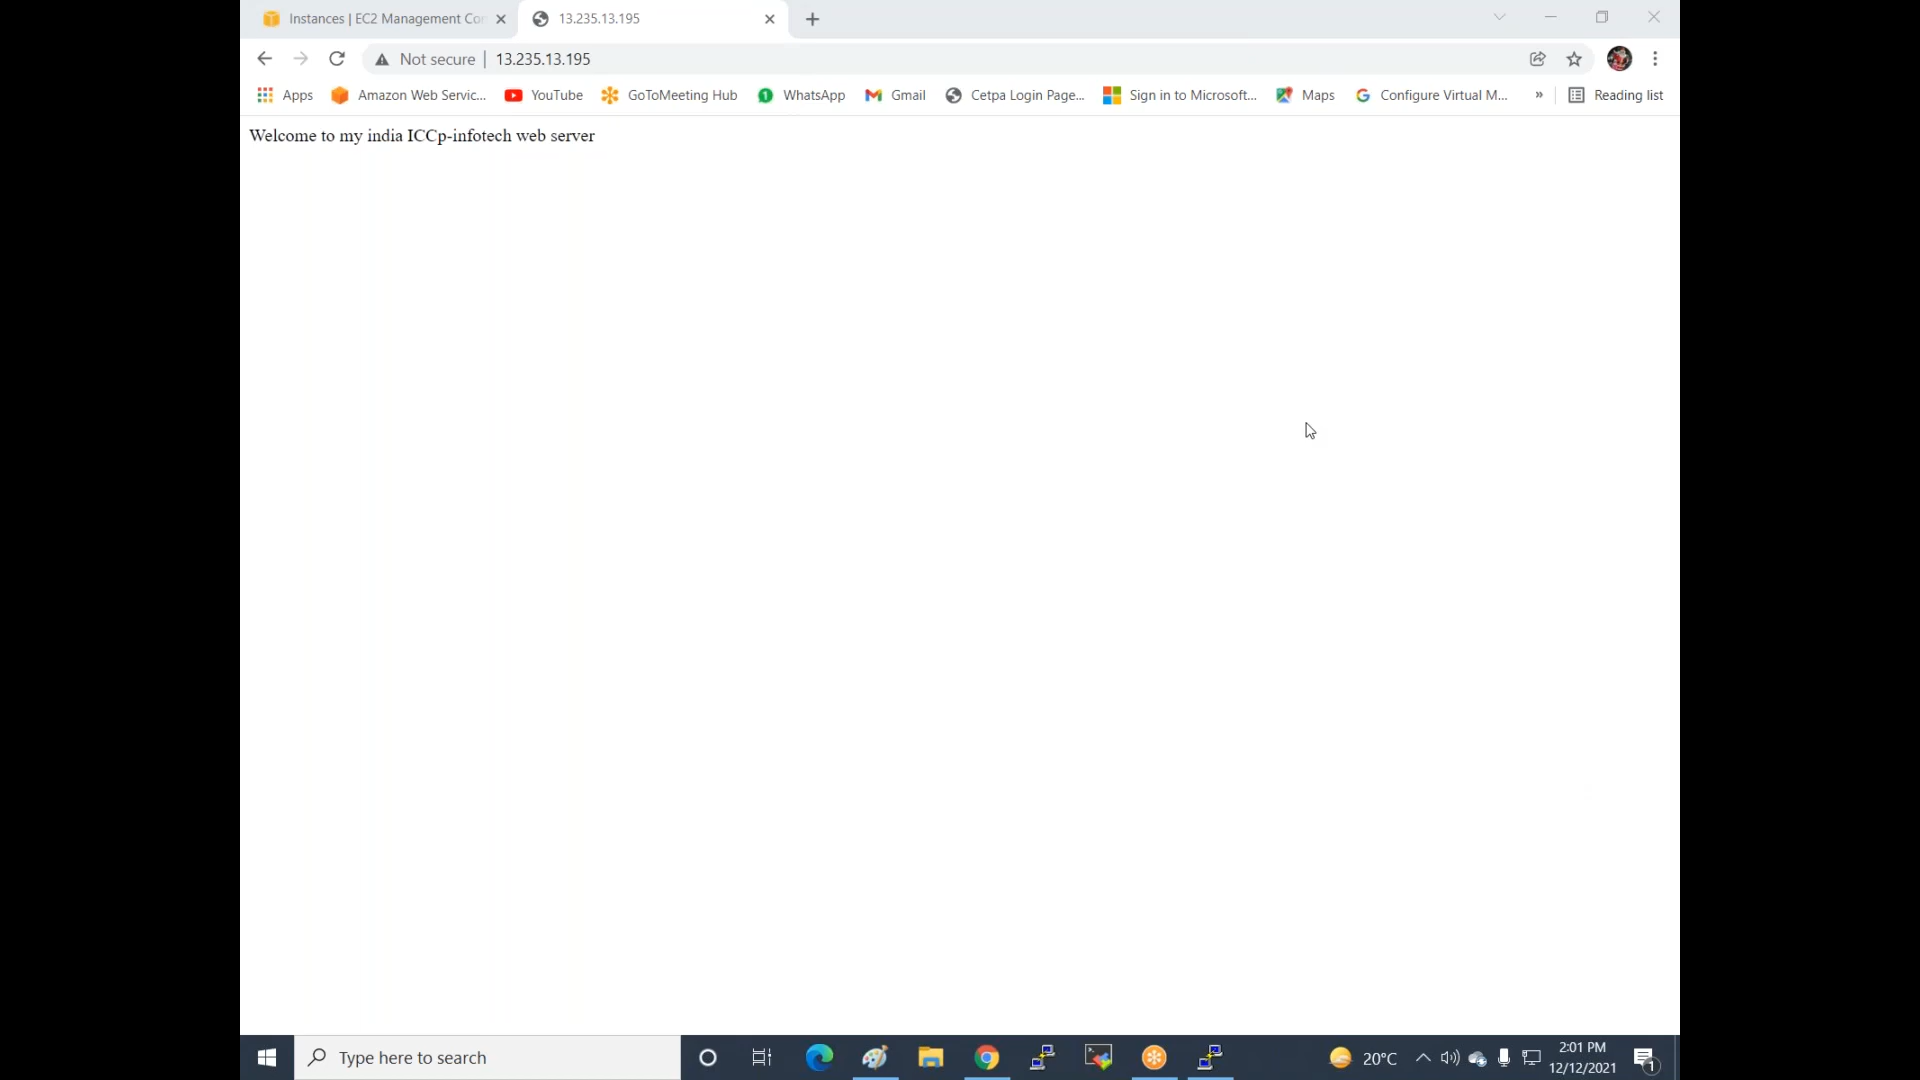 Instances | EC2 Management Co
13.235.13.195
Not secure
13.235.13.195
Apps
Amazon Web Servic...
YouTube
GoToMeeting Hub
1
WhatsApp
Gmail
Cetpa Login Page...
Sign in to Microsoft...
Maps
Configure Virtual M...
»
Reading list
Welcome to my india ICCp-infotech web server
Type here to search
20°C
2:01 PM
12/12/2021
1